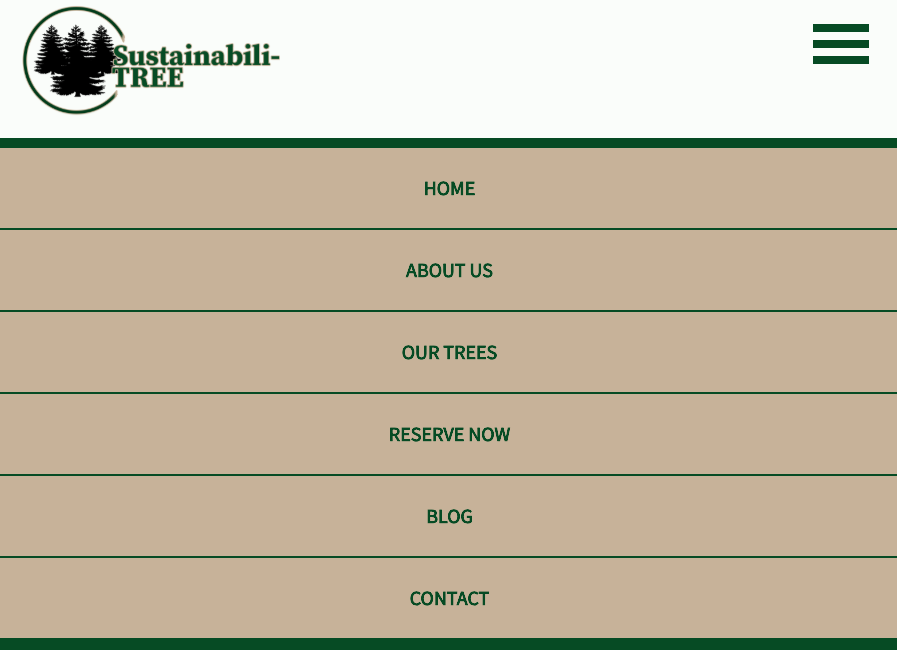 Sustainabili-
TREE
HOME
ABOUT US
OUR TREES
RESERVE NOW
BLOG
CONTACT